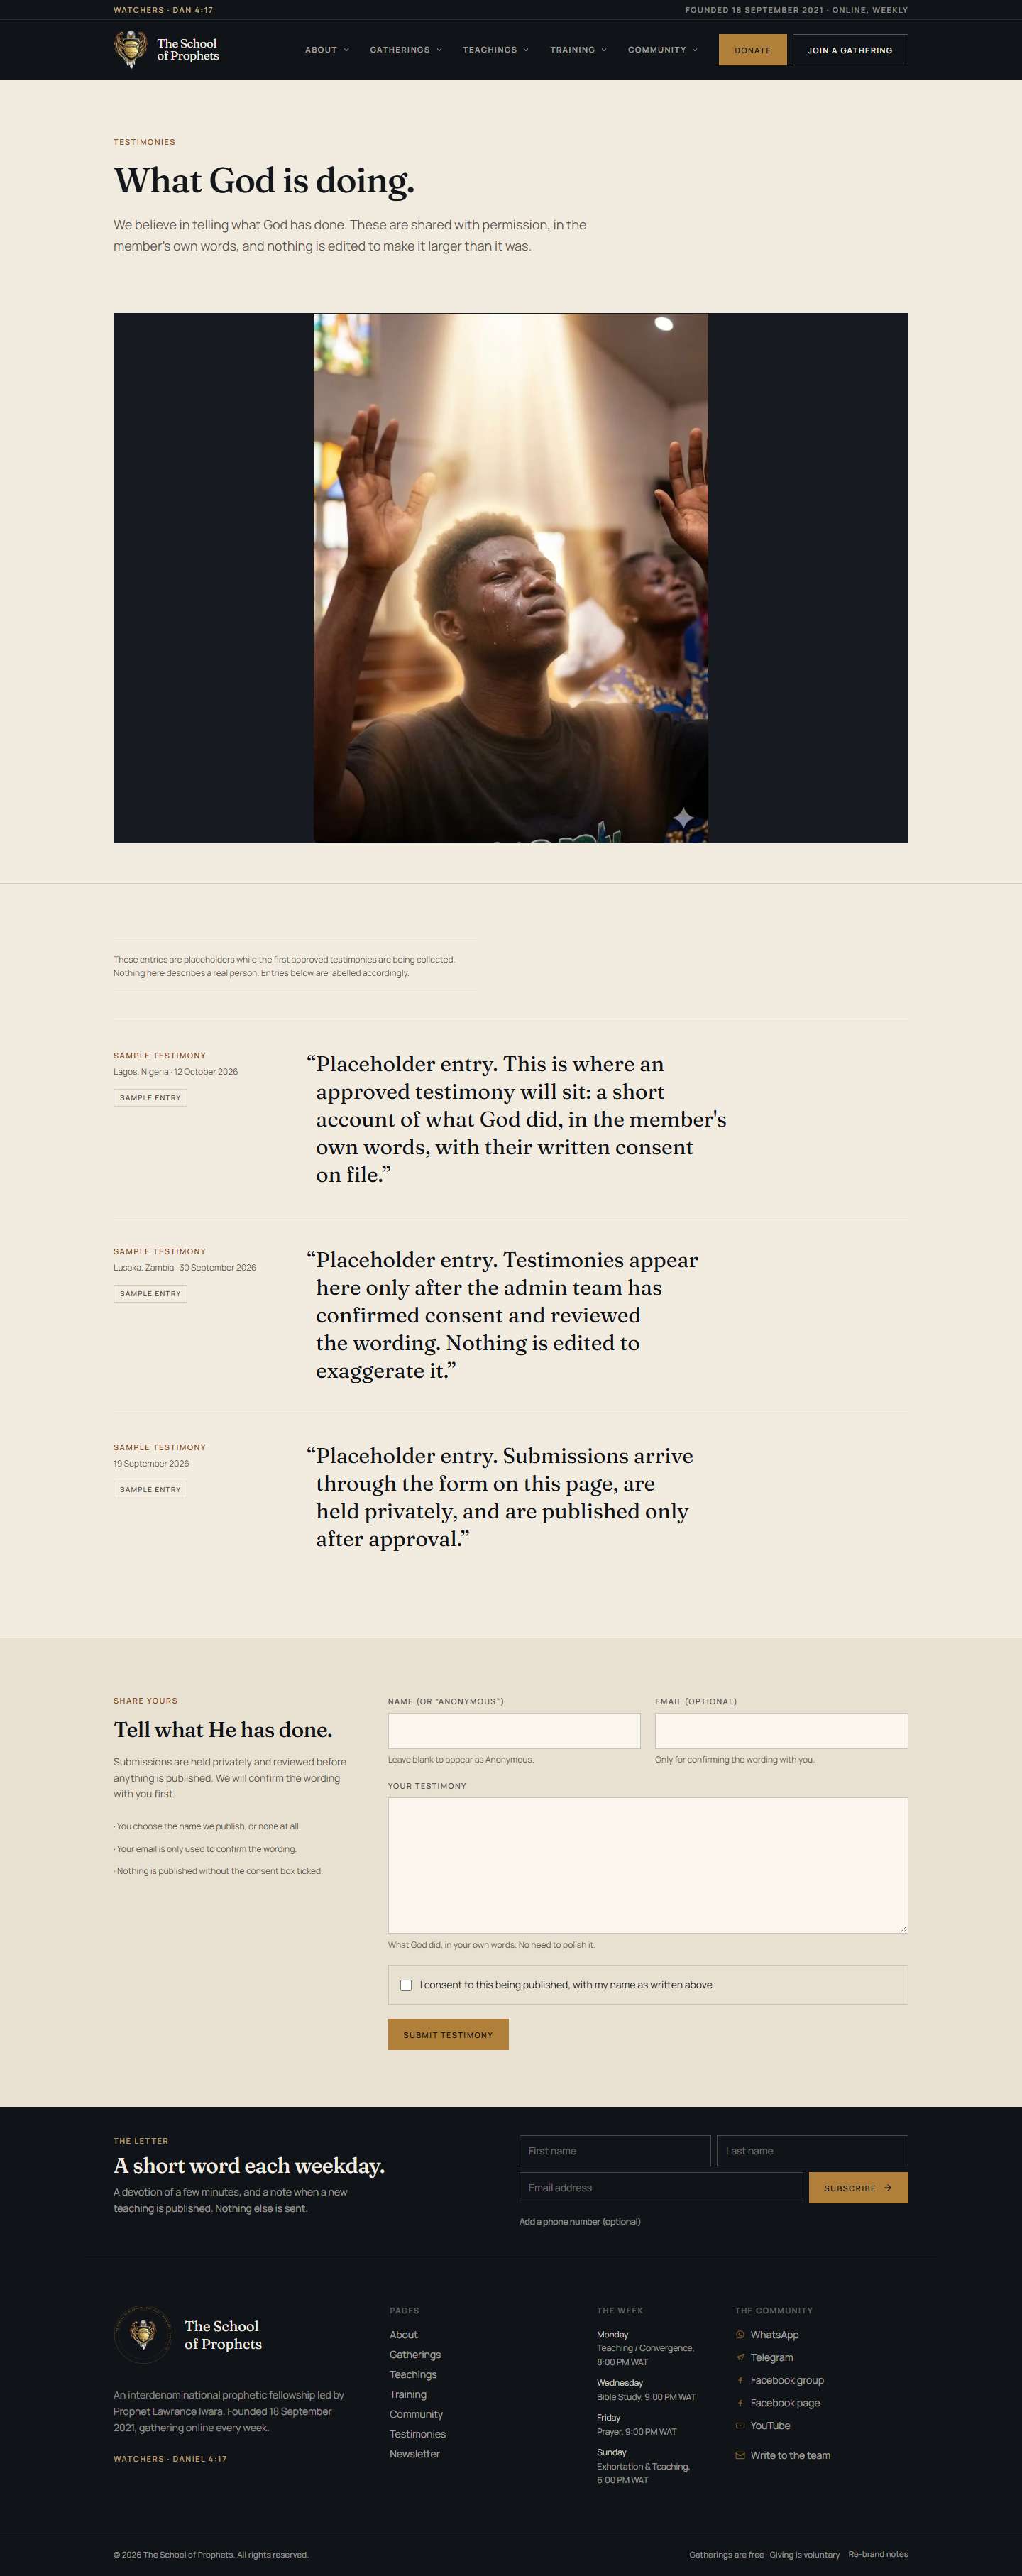 WATCHERS · DAN 4:17
FOUNDED 18 SEPTEMBER 2021 · ONLINE, WEEKLY
The School
of Prophets
ABOUT
GATHERINGS
TEACHINGS
TRAINING
COMMUNITY
DONATE
JOIN A GATHERING
TESTIMONIES
What God is doing.
We believe in telling what God has done. These are shared with permission, in the
member's own words, and nothing is edited to make it larger than it was.
These entries are placeholders while the first approved testimonies are being collected.
Nothing here describes a real person. Entries below are labelled accordingly.
SAMPLE TESTIMONY
Lagos, Nigeria · 12 October 2026
SAMPLE ENTRY
“Placeholder entry. This is where an
approved testimony will sit: a short
account of what God did, in the member's
own words, with their written consent
on file.”
SAMPLE TESTIMONY
Lusaka, Zambia · 30 September 2026
SAMPLE ENTRY
“Placeholder entry. Testimonies appear
here only after the admin team has
confirmed consent and reviewed
the wording. Nothing is edited to
exaggerate it.”
SAMPLE TESTIMONY
19 September 2026
SAMPLE ENTRY
“Placeholder entry. Submissions arrive
through the form on this page, are
held privately, and are published only
after approval.”
SHARE YOURS
Tell what He has done.
Submissions are held privately and reviewed before
anything is published. We will confirm the wording
with you first.
· You choose the name we publish, or none at all.
· Your email is only used to confirm the wording.
· Nothing is published without the consent box ticked.
NAME (OR “ANONYMOUS”)
Leave blank to appear as Anonymous.
EMAIL (OPTIONAL)
Only for confirming the wording with you.
YOUR TESTIMONY
What God did, in your own words. No need to polish it.
I consent to this being published, with my name as written above.
SUBMIT TESTIMONY
THE LETTER
A short word each weekday.
A devotion of a few minutes, and a note when a new
teaching is published. Nothing else is sent.
First name
Last name
Email address
SUBSCRIBE
Add a phone number (optional)
The School
of Prophets
An interdenominational prophetic fellowship led by
Prophet Lawrence Iwara. Founded 18 September
2021, gathering online every week.
WATCHERS · DANIEL 4:17
PAGES
About
Gatherings
Teachings
Training
Community
Testimonies
Newsletter
THE WEEK
Monday
Teaching / Convergence,
8:00 PM WAT
Wednesday
Bible Study, 9:00 PM WAT
Friday
Prayer, 9:00 PM WAT
Sunday
Exhortation & Teaching,
6:00 PM WAT
THE COMMUNITY
WhatsApp
Telegram
Facebook group
Facebook page
YouTube
Write to the team
© 2026 The School of Prophets. All rights reserved.
Gatherings are free · Giving is voluntary
Re-brand notes